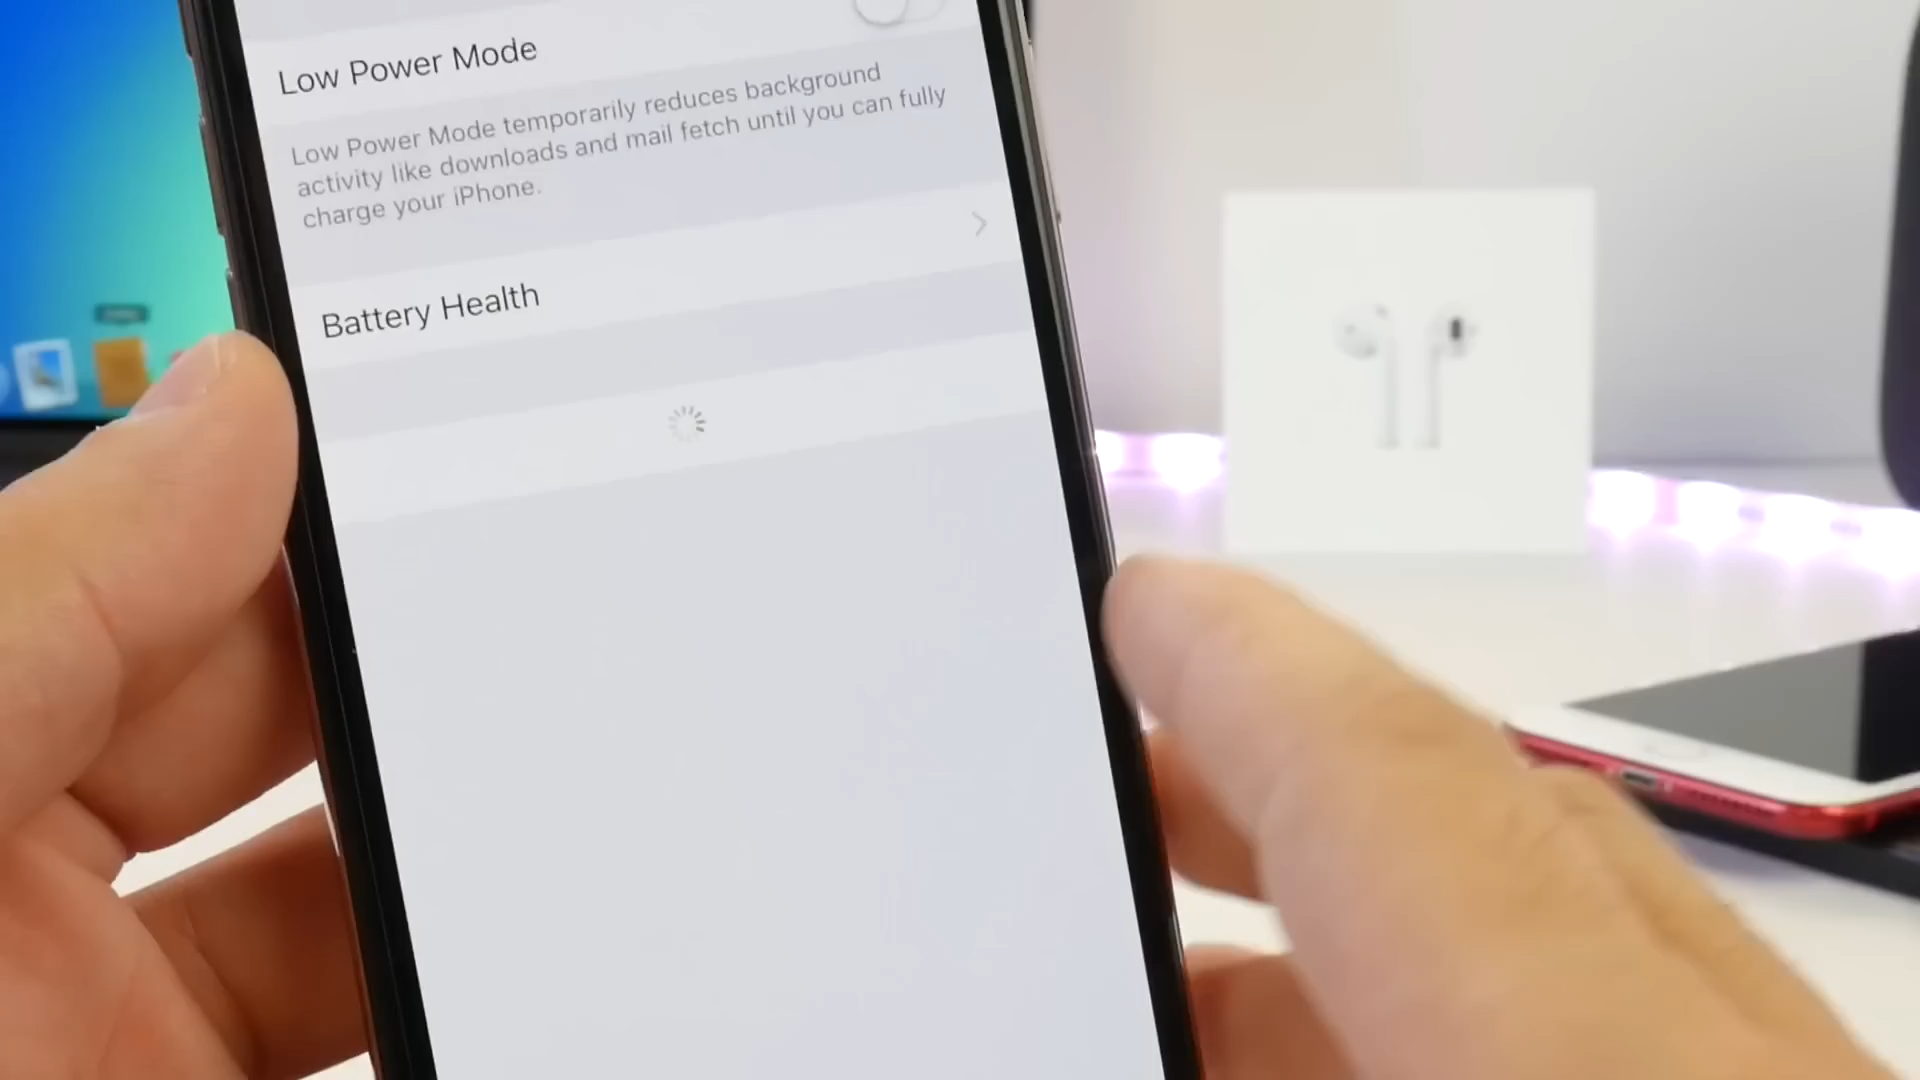 Low Power Mode
Low Power Mode temporarily reduces background
activity like downloads and mail fetch until you can fully
charge your iPhone.
Battery Health